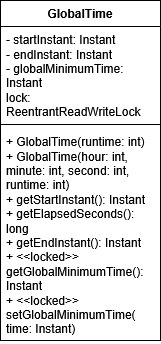 GlobalTime
- startInstant: Instant
- endInstant: Instant
- globalMinimumTime:
Instant
lock:
ReentrantReadWriteLock
+ GlobalTime(runtime: int)
+ GlobalTime(hour: int,
minute: int, second: int,
runtime: int)
+ getStartInstant(): Instant
+ getElapsedSeconds():
long
+ getEndInstant(): Instant
+ <<locked>>
getGlobalMinimumTime():
Instant
+ <<locked>>
setGlobalMinimumTime(
time: Instant)